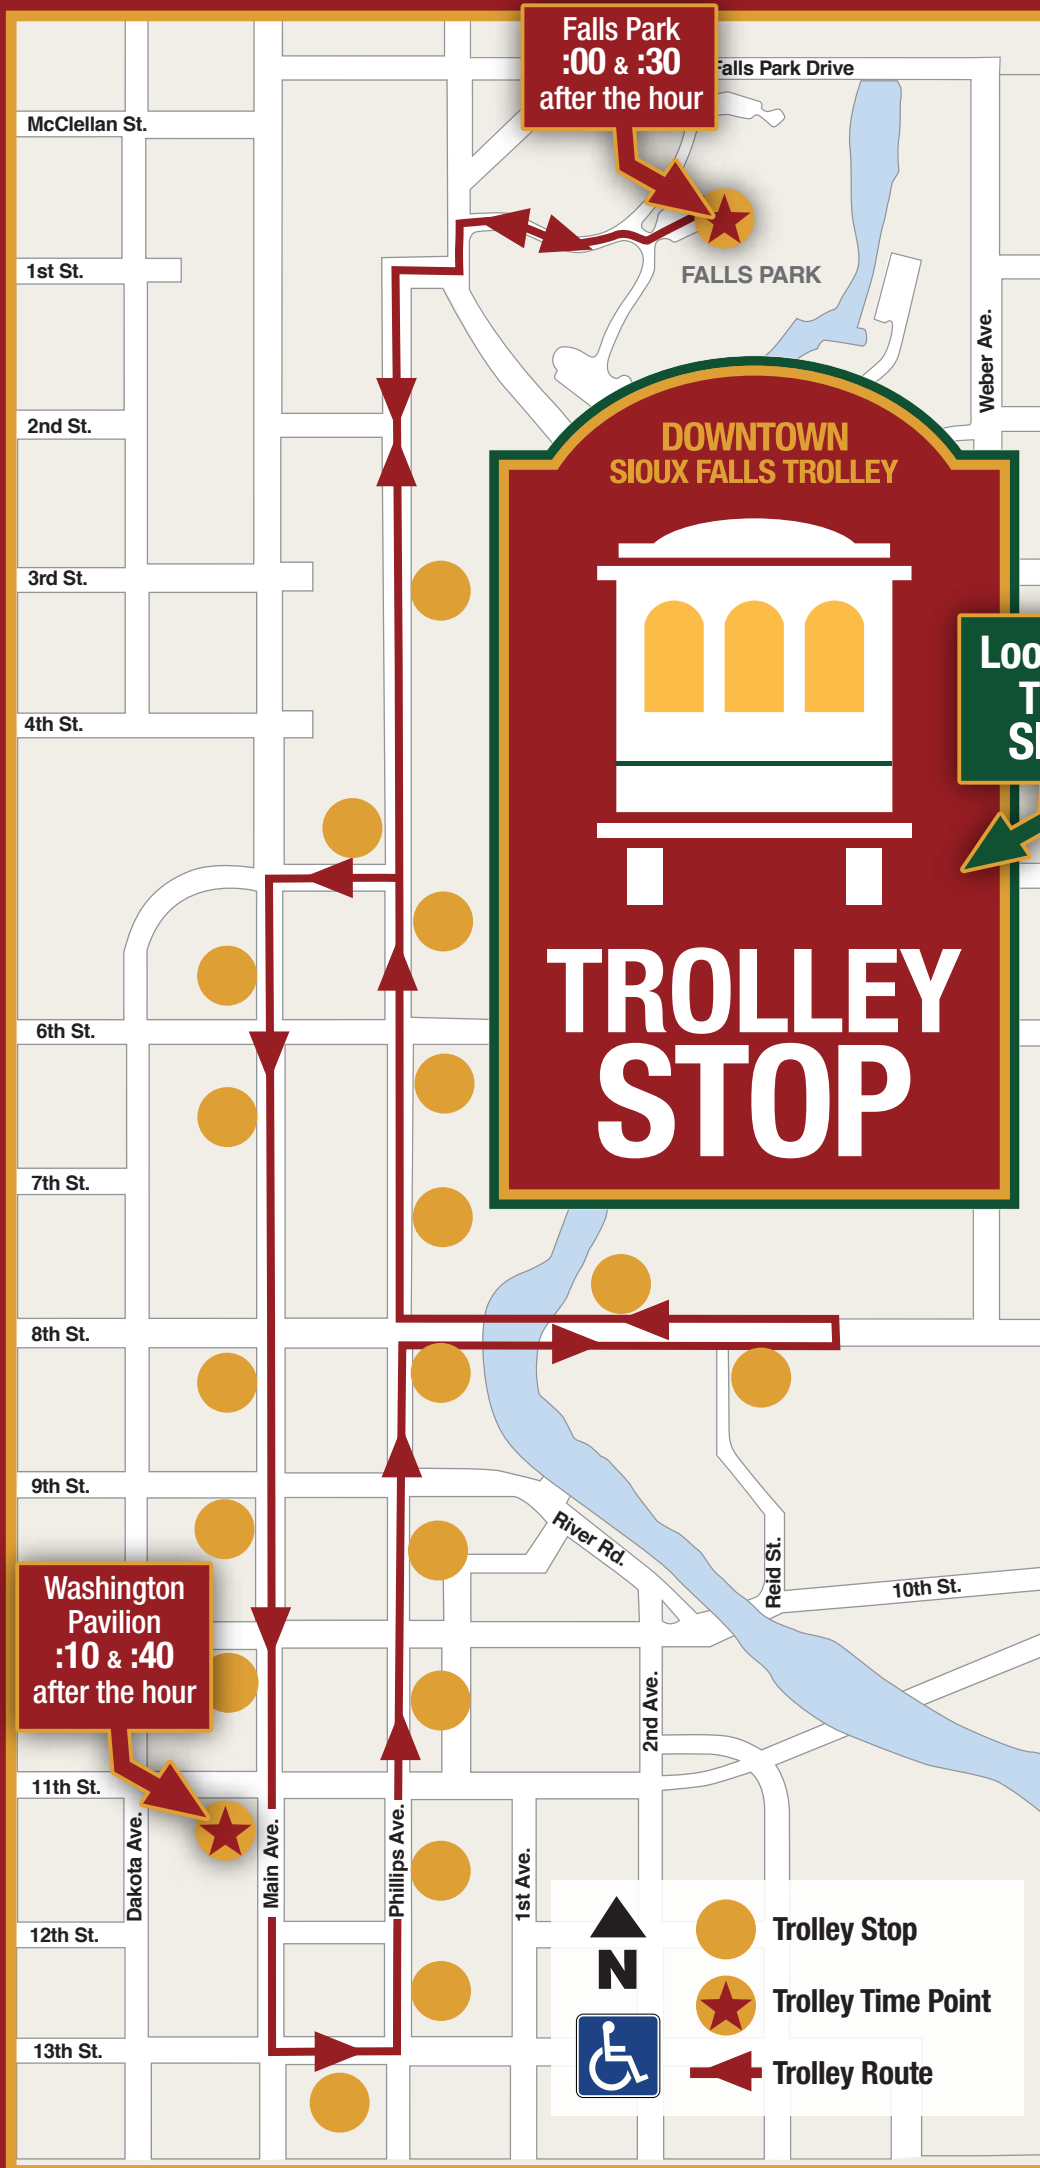 Falls Park
:00 & :30
after the hour
Falls Park Drive
McClellan St.
1st St.
FALLS PARK
Weber Ave.
2nd St.
DOWNTOWN
SIOUX FALLS TROLLEY
3rd St.
4th St.
TROLLEY
STOP
6th St.
7th St.
8th St.
9th St.
River Rd.
Reid St.
10th St.
Washington
Pavilion
:10 & :40
after the hour
2nd Ave.
11th St.
Dakota Ave.
Main Ave.
Phillips Ave.
1st Ave.
12th St.
13th St.
N
Trolley Stop
Trolley Time Point
Trolley Route